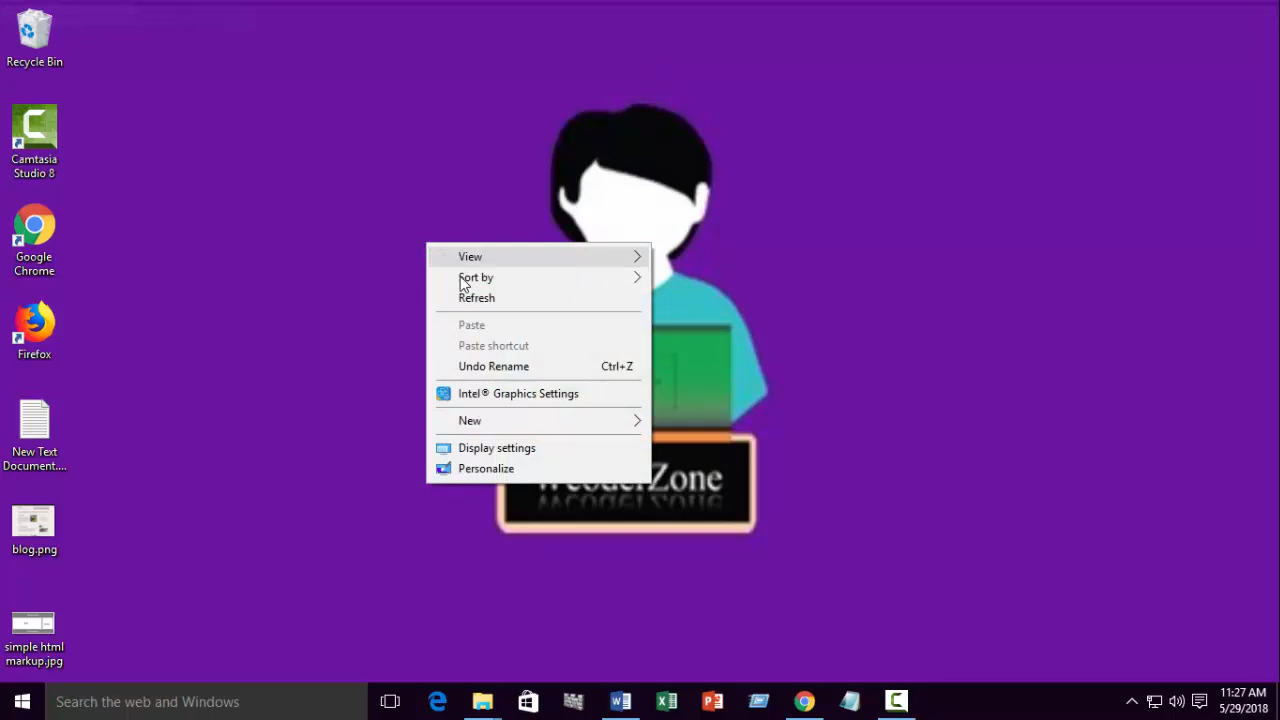 Recycle Bin
Camtasia
Studio 8
Google
Chrome
Firefox
New Text
Document....
blog.png
simple html
markup.jpg
View
Sort by
Refresh
Paste
Paste shortcut
Undo Rename Ctrl+Z
Intel® Graphics Settings
New
Display settings
Personalize
Zone
Search the web and Windows
11:27 AM
5/29/2018